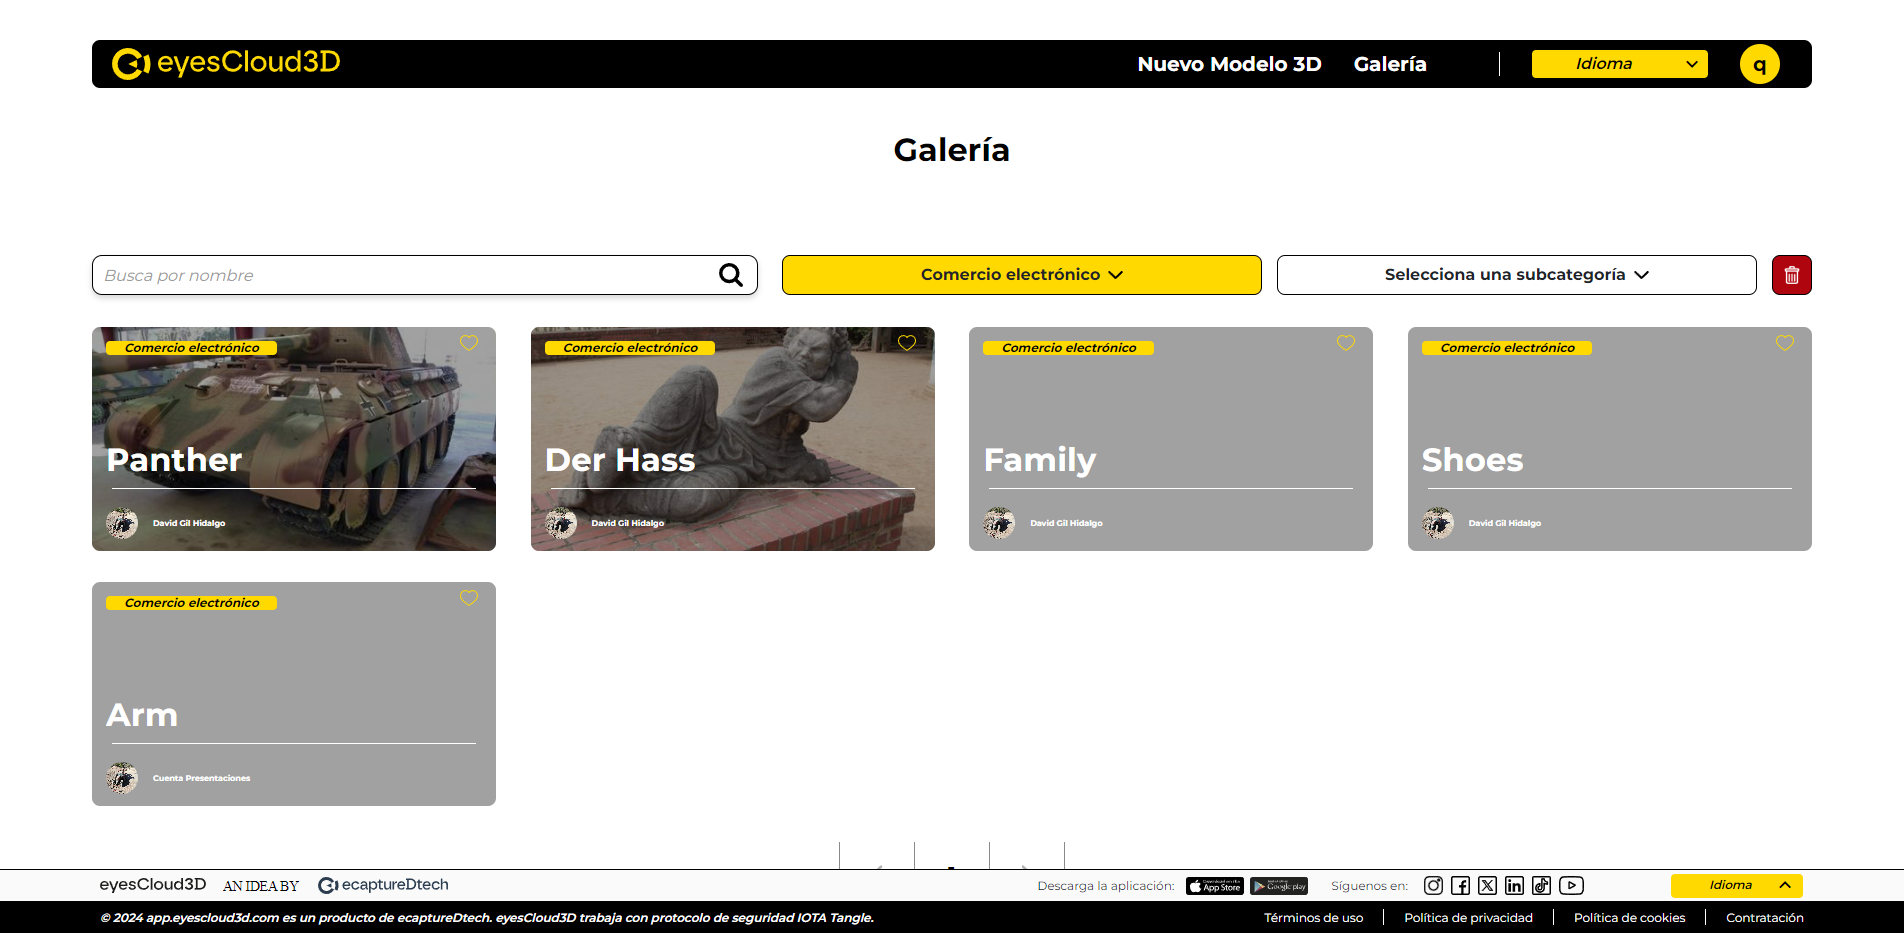 eyesCloud3D
Nuevo Modelo 3D
Galería
Idioma
q
Galería
Busca por nombre
Comercio electrónico
Selecciona una subcategoría
Comercio electrónico
Panther
David Gil Hidalgo
Comercio electrónico
Der Hass
David Gil Hidalgo
Comercio electrónico
Family
David Gil Hidalgo
Comercio electrónico
Shoes
David Gil Hidalgo
Comercio electrónico
Arm
Cuenta Presentaciones
eyesCloud3D
AN IDEA BY
ecaptureDtech
Descarga la aplicación:
App Store
Google play
Síguenos en:
Idioma
© 2024 app.eyescloud3d.com es un producto de ecaptureDtech. eyesCloud3D trabaja con protocolo de seguridad IOTA Tangle.
Términos de uso
Política de privacidad
Política de cookies
Contratación